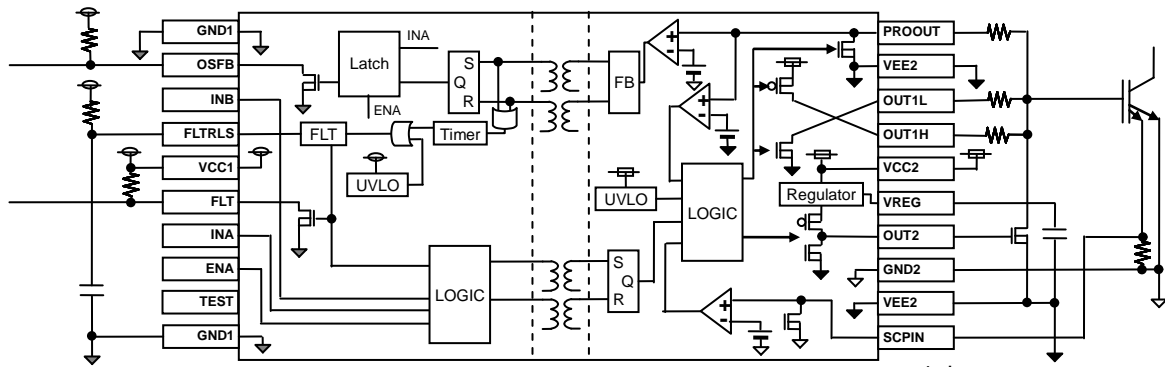 GND1
OSFB
INB
FLTRLS
VCC1
FLT
INA
ENA
TEST
GND1
Latch
INA
ENA
S
Q
R
FLT
Timer
UVLO
LOGIC
FB
+
-
+
-
UVLO
LOGIC
Regulator
S
Q
R
+
-
PROOUT
VEE2
OUT1L
OUT1H
VCC2
VREG
OUT2
GND2
VEE2
SCPIN